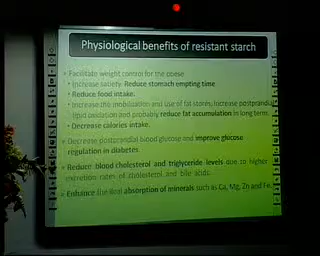 Physiological benefits of resistant starch
Facilitate weight control for the obese
Increase satiety. Reduce stomach emptying time
Reduce food intake.
Increase the mobilization and use of fat stores, increase postprandial
lipid oxidation and probably reduce fat accumulation in long term.
Decrease calories intake.
Decrease postprandial blood glucose and improve glucose
regulation in diabetes.
Reduce blood cholesterol and triglyceride levels due to higher
excretion rates of cholesterol and bile acids.
Enhance the ileal absorption of minerals such as Ca, Mg, Zn and Fe.